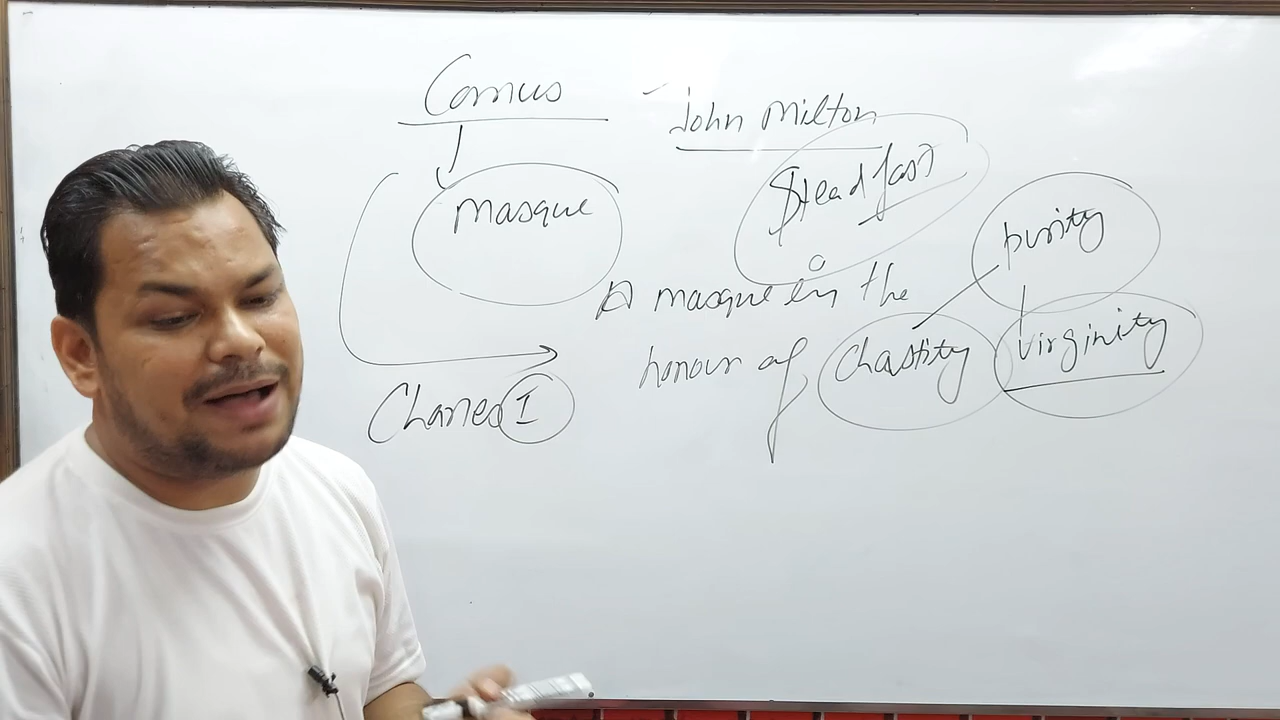 Comus
John Milton
masque
Steadfast
purity
A masque in the
honour of chastity virginity
Charles I